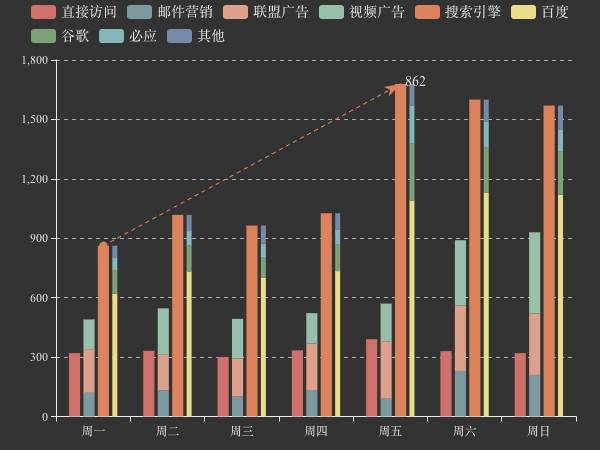 直接访问 邮件营销 联盟广告 视频广告 搜索引擎 百度
谷歌 必应 其他
1,800
862
1,500
1,200
900
600
300
0
周一 周二 周三 周四 周五 周六 周日